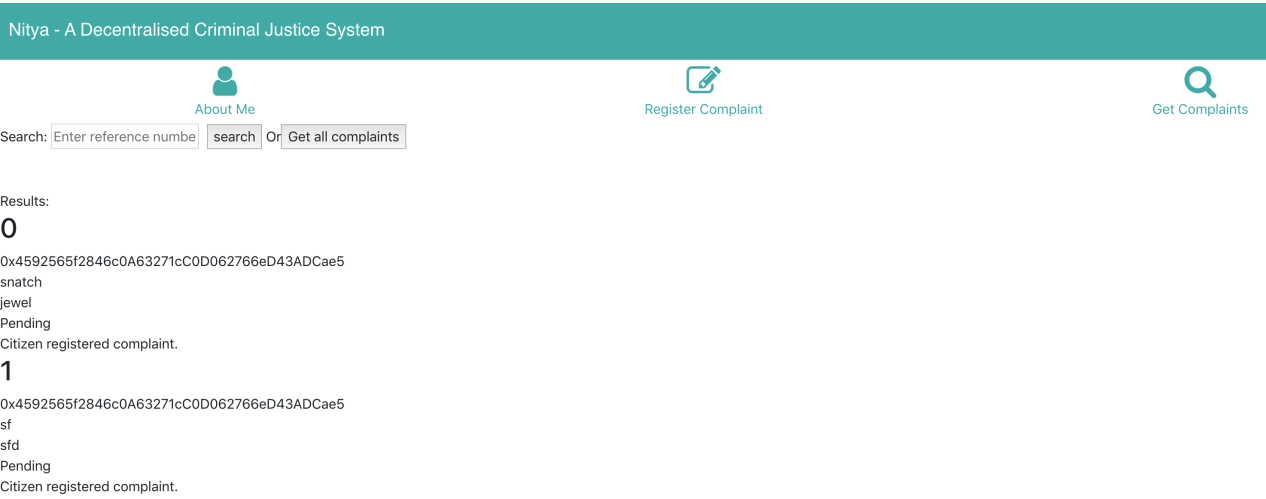 Nitya - A Decentralised Criminal Justice System
About Me
Register Complaint
Get Complaints
Search: Enter reference numbe search Or Get all complaints
Results:
0
0x4592565f2846c0A63271cC0D062766eD43ADCae5
snatch
jewel
Pending
Citizen registered complaint.
1
0x4592565f2846c0A63271cC0D062766eD43ADCae5
sf
sfd
Pending
Citizen registered complaint.